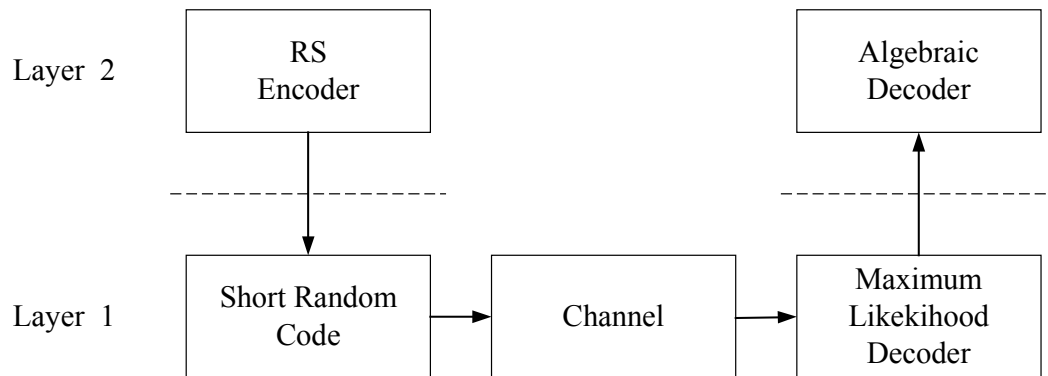 Layer 2
RS
Encoder
Algebraic
Decoder
Layer 1
Short Random
Code
Channel
Maximum
Likekihood
Decoder